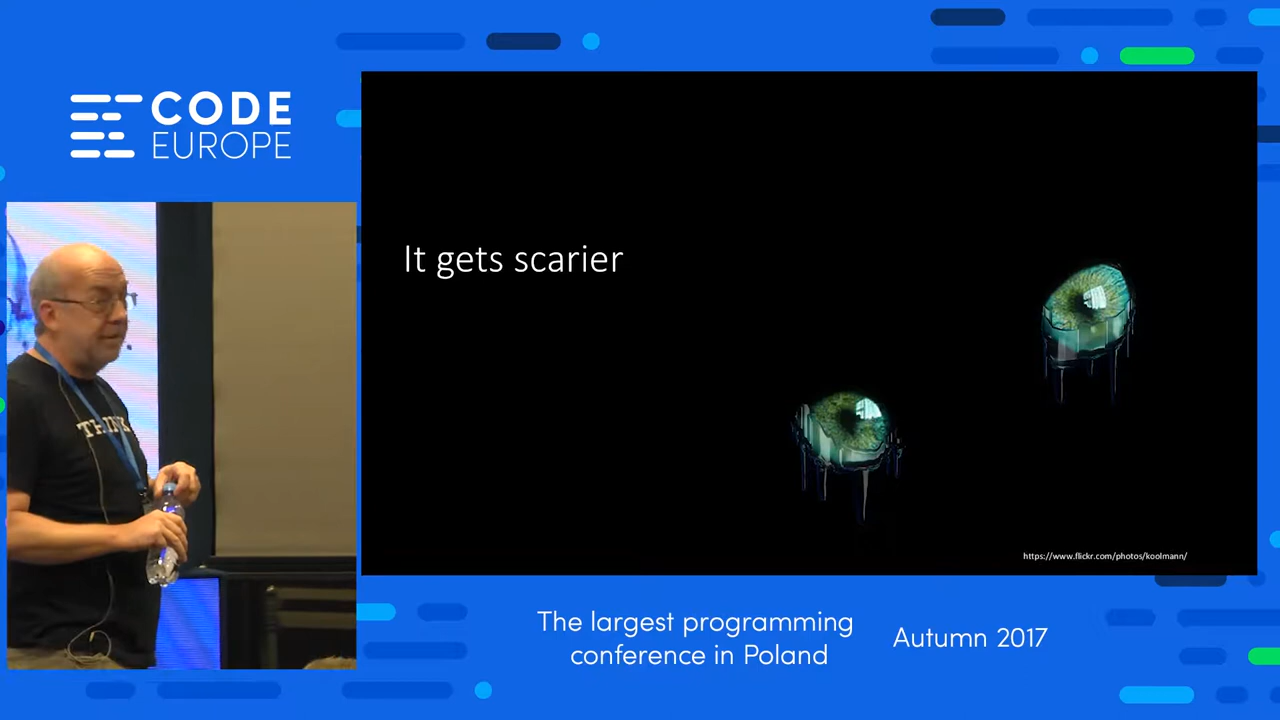 CODE
EUROPE
It gets scarier
THINK
https://www.flickr.com/photos/koolmann/
The largest programming
conference in Poland
Autumn 2017